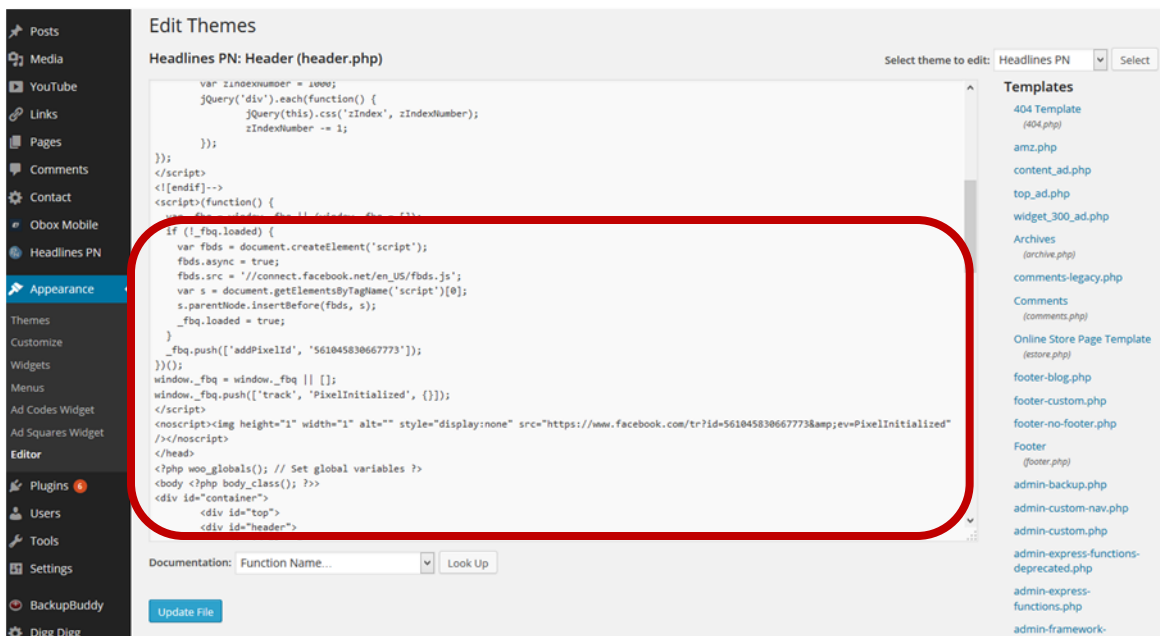 Posts
Media
YouTube
Links
Pages
Comments
Contact
Obox Mobile
Headlines PN
Appearance
Themes
Customize
Widgets
Menus
Ad Codes Widget
Ad Squares Widget
Editor
Plugins 6
Users
Tools
Settings
BackupBuddy
Digg Digg
Edit Themes
Headlines PN: Header (header.php)
Select theme to edit: Headlines PN Select
var zIndexNumber = 1000;
jQuery('div').each(function() {
jQuery(this).css('zIndex', zIndexNumber);
zIndexNumber -= 1;
});
});
</script>
<![endif]-->
<script>(function() {
var _fbq = window._fbq || (window._fbq = []);
if (!_fbq.loaded) {
var fbds = document.createElement('script');
fbds.async = true;
fbds.src = '//connect.facebook.net/en_US/fbds.js';
var s = document.getElementsByTagName('script')[0];
s.parentNode.insertBefore(fbds, s);
_fbq.loaded = true;
}
_fbq.push(['addPixelId', '561045830667773']);
})();
window._fbq = window._fbq || [];
window._fbq.push(['track', 'PixelInitialized', {}]);
</script>
<noscript><img height="1" width="1" alt="" style="display:none" src="https://www.facebook.com/tr?id=561045830667773&amp;ev=PixelInitialized"
/></noscript>
</head>
<?php woo_globals(); // Set global variables ?>
<body <?php body_class(); ?>>
<div id="container">
<div id="top">
<div id="header">
Documentation: Function Name... Look Up
Update File
Templates
404 Template
(404.php)
amz.php
content_ad.php
top_ad.php
widget_300_ad.php
Archives
(archive.php)
comments-legacy.php
Comments
(comments.php)
Online Store Page Template
(estore.php)
footer-blog.php
footer-custom.php
footer-no-footer.php
Footer
(footer.php)
admin-backup.php
admin-custom-nav.php
admin-custom.php
admin-express-functions-
deprecated.php
admin-express-
functions.php
admin-framework-